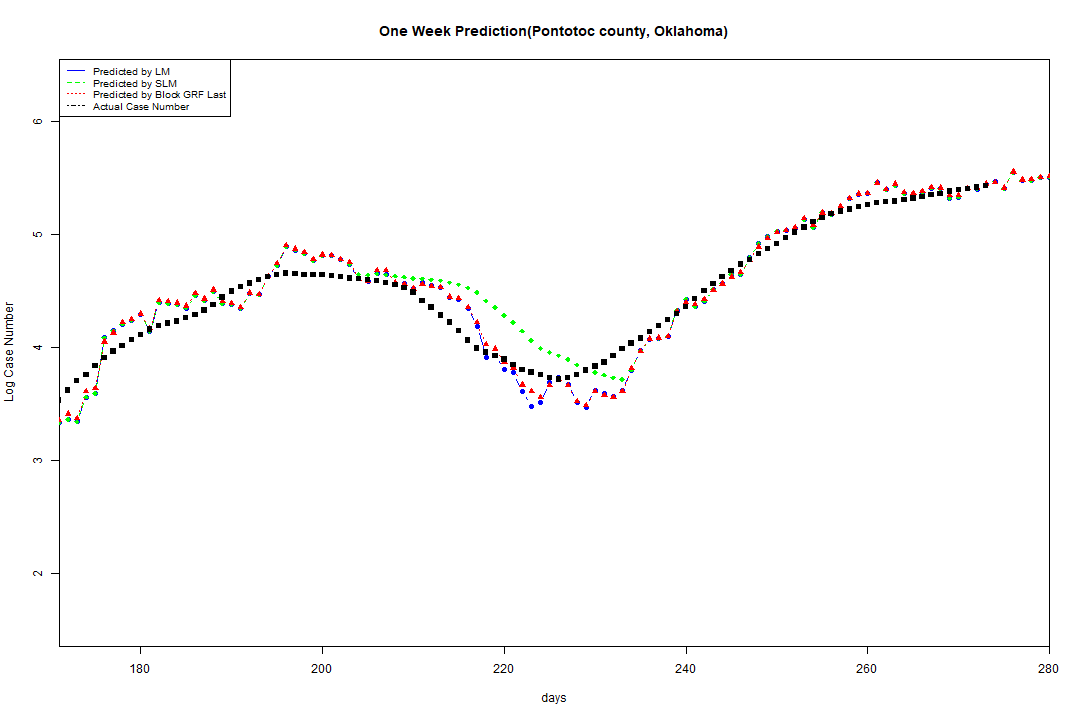 One Week Prediction(Pontotoc county, Oklahoma)
Predicted by LM
Predicted by SLM
Predicted by Block GRF Last
Actual Case Number
6
5
4
3
2
Log Case Number
180 200 220 240 260 280
days